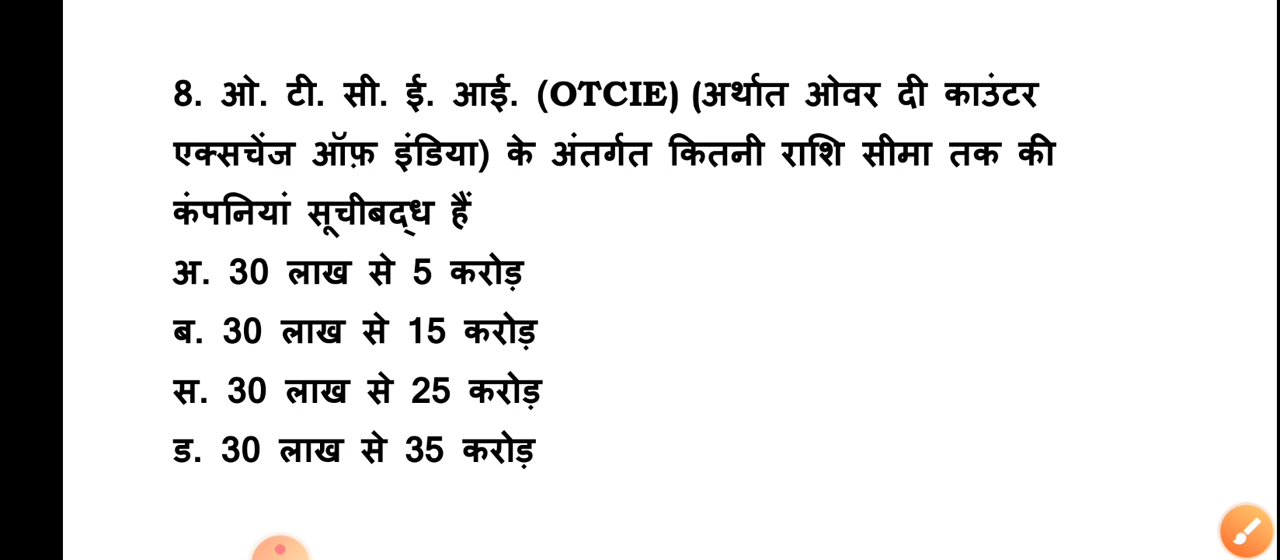 8. ओ. टी. सी. ई. आई. (OTCIE) (अर्थात ओवर दी काउंटर
एक्सचेंज ऑफ़ इंडिया) के अंतर्गत कितनी राशि सीमा तक की
कंपनियां सूचीबद्ध हैं
अ. 30 लाख से 5 करोड़
ब. 30 लाख से 15 करोड़
स. 30 लाख से 25 करोड़
ड. 30 लाख से 35 करोड़